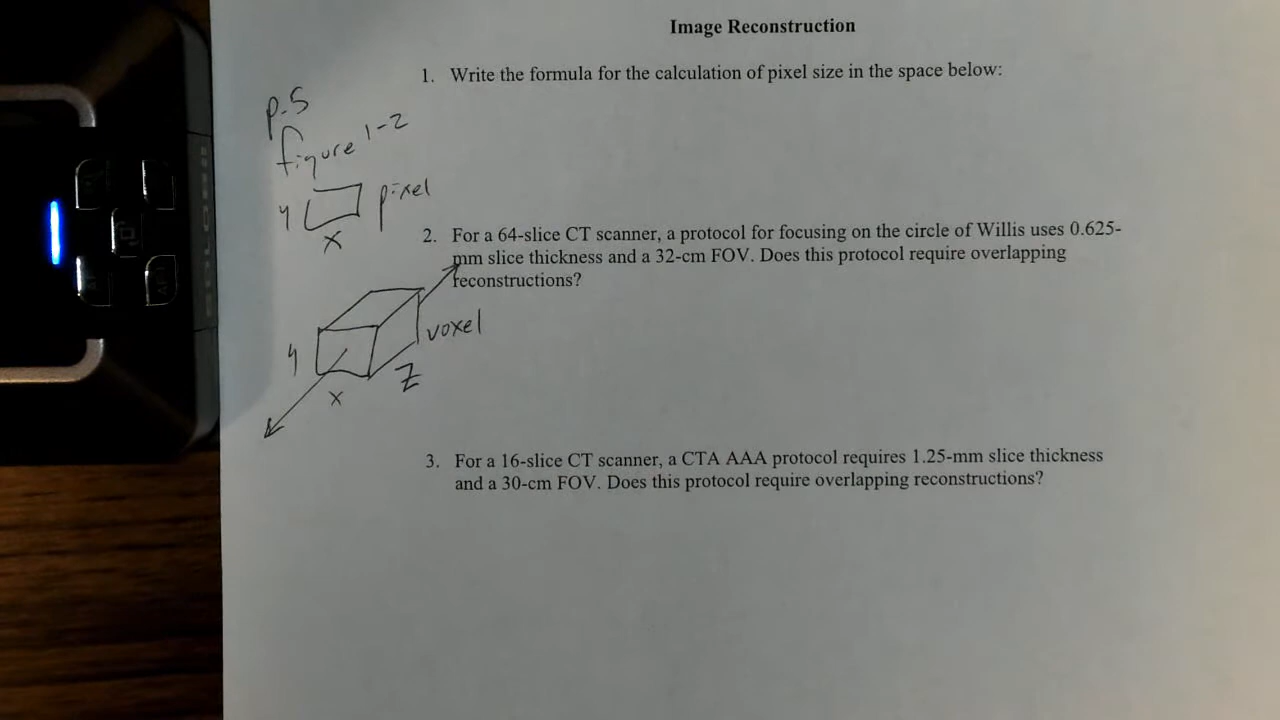 Image Reconstruction
1. Write the formula for the calculation of pixel size in the space below:
p.5
figure 1-2
y pixel
x
2. For a 64-slice CT scanner, a protocol for focusing on the circle of Willis uses 0.625-
mm slice thickness and a 32-cm FOV. Does this protocol require overlapping
reconstructions?
y voxel
x z
3. For a 16-slice CT scanner, a CTA AAA protocol requires 1.25-mm slice thickness
and a 30-cm FOV. Does this protocol require overlapping reconstructions?